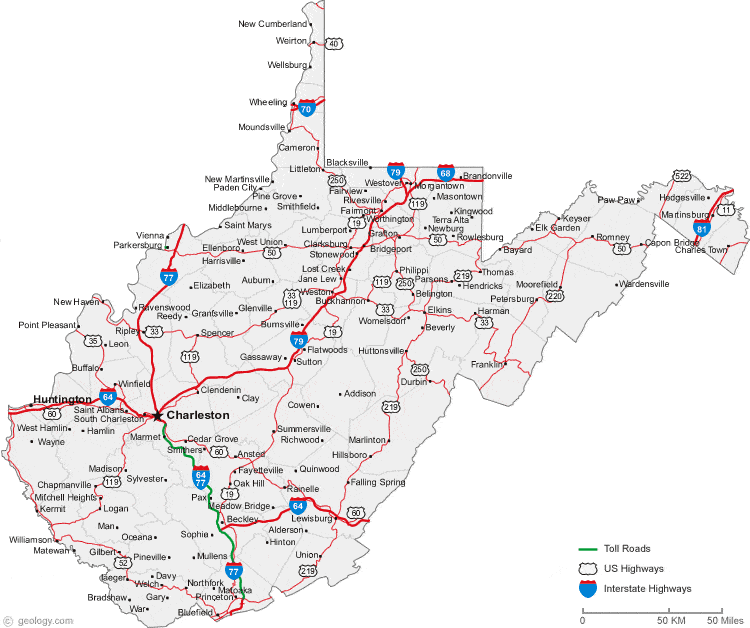 New Cumberland
Weirton
40
Wellsburg
Wheeling
70
Moundsville
Cameron
Littleton
Blacksville
79
68
Brandonville
Westover
Morgantown
250
New Martinsville
Paden City
Fairview
Masontown
Pine Grove
Rivesville
119
Middlebourne
Smithfield
Fairmont
Kingwood
19
Worthington
Terra Alta
Saint Marys
Lumberport
Newburg
Grafton
Rowlesburg
Vienna
Parkersburg
Ellenboro
West Union
50
Clarksburg
Bridgeport
50
Stonewood
Harrisville
Bayard
Elk Garden
Keyser
Romney
50
Paw Paw
522
Hedgesville
11
Martinsburg
81
Capon Bridge
Charles Town
77
Lost Creek
Philippi
Thomas
219
Jane Lew
Parsons
Hendricks
Elizabeth
Auburn
Weston
119
250
Moorefield
Wardensville
33
119
Buckhannon
Belington
Petersburg
220
New Haven
Ravenswood
Reedy
Grantsville
Glenville
33
Elkins
Harman
33
Point Pleasant
Ripley
33
Spencer
Burnsville
19
Womelsdorf
Beverly
35
Leon
79
Flatwoods
Huttonsville
119
Gassaway
Sutton
Franklin
Buffalo
250
Durbin
Winfield
Clendenin
Addison
Huntington
64
Clay
60
Saint Albans
Charleston
Cowen
219
South Charleston
West Hamlin
Hamlin
Summersville
Wayne
Marmet
Cedar Grove
Richwood
Marlinton
Smithers
60
Ansted
Hillsboro
Madison
64
77
Fayetteville
Quinwood
Chapmanville
119
Sylvester
Oak Hill
Falling Spring
Mitchell Heights
19
Rainelle
Pax
Kermit
Logan
Meadow Bridge
64
60
Beckley
Lewisburg
Man
Sophia
Alderson
Williamson
Oceana
Hinton
Matewan
Gilbert
Pineville
Mullens
Union
52
77
219
Iaeger
Davy
Welch
Northfork
Matoaka
Bradshaw
Gary
Princeton
War
Bluefield
Toll Roads
US Highways
Interstate Highways
0 50 KM 50 Miles
© geology.com